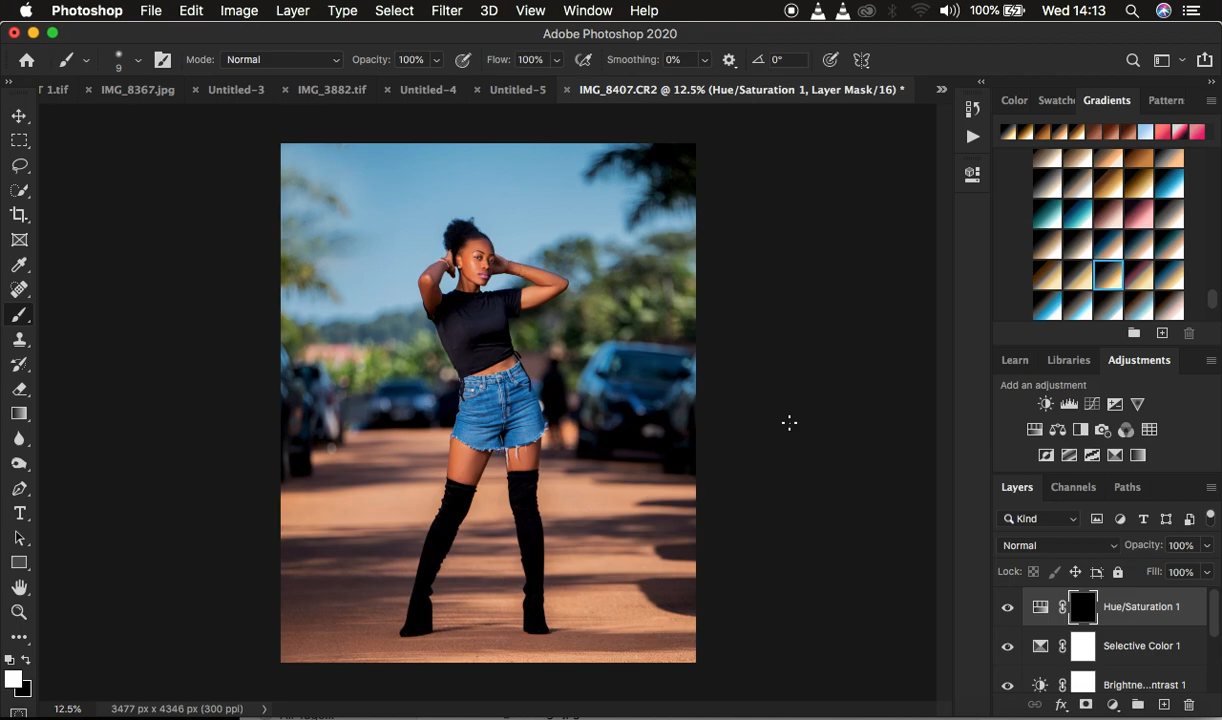 Photoshop File Edit Image Layer Type Select Filter 3D View Window Help 100% Wed 14:13
Adobe Photoshop 2020
9 Mode: Normal Opacity: 100% Flow: 100% Smoothing: 0% 0°
T 1.tif × IMG_8367.jpg × Untitled-3 × IMG_3882.tif × Untitled-4 × Untitled-5 × IMG_8407.CR2 @ 12.5% (Hue/Saturation 1, Layer Mask/16) *
Color Swatche Gradients Pattern
Learn Libraries Adjustments
Add an adjustment
Layers Channels Paths
Kind
Normal Opacity: 100%
Lock: Fill: 100%
Hue/Saturation 1
Selective Color 1
Brightne...ntrast 1
12.5% 3477 px x 4346 px (300 ppi)